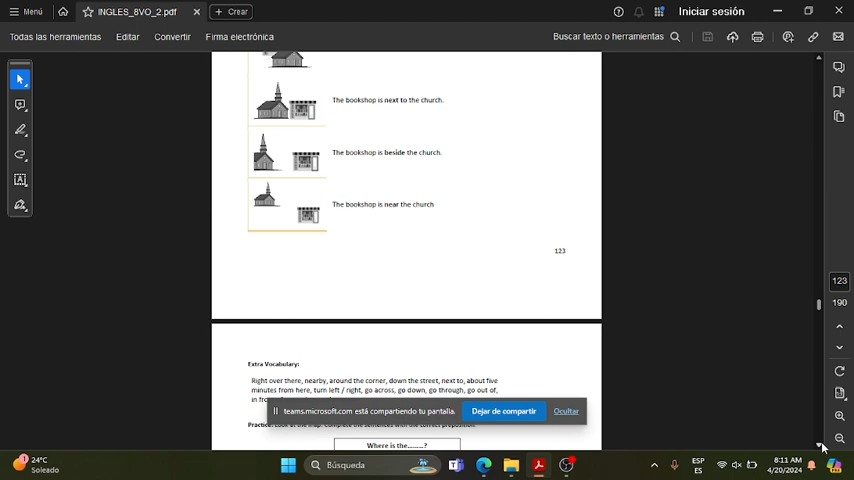 Menú
INGLES_8VO_2.pdf
Crear
Iniciar sesión
Todas las herramientas
Editar
Convertir
Firma electrónica
Buscar texto o herramientas
The bookshop is next to the church.
The bookshop is beside the church.
The bookshop is near the church
123
123
190
Extra Vocabulary:
Right over there, nearby, around the corner, down the street, next to, about five
minutes from here, turn left / right, go across, go down, go through, go out of,
teams.microsoft.com está compartiendo tu pantalla.
Dejar de compartir
Ocultar
Where is the.........?
24°C
Soleado
Búsqueda
ESP
ES
8:11 AM
4/20/2024